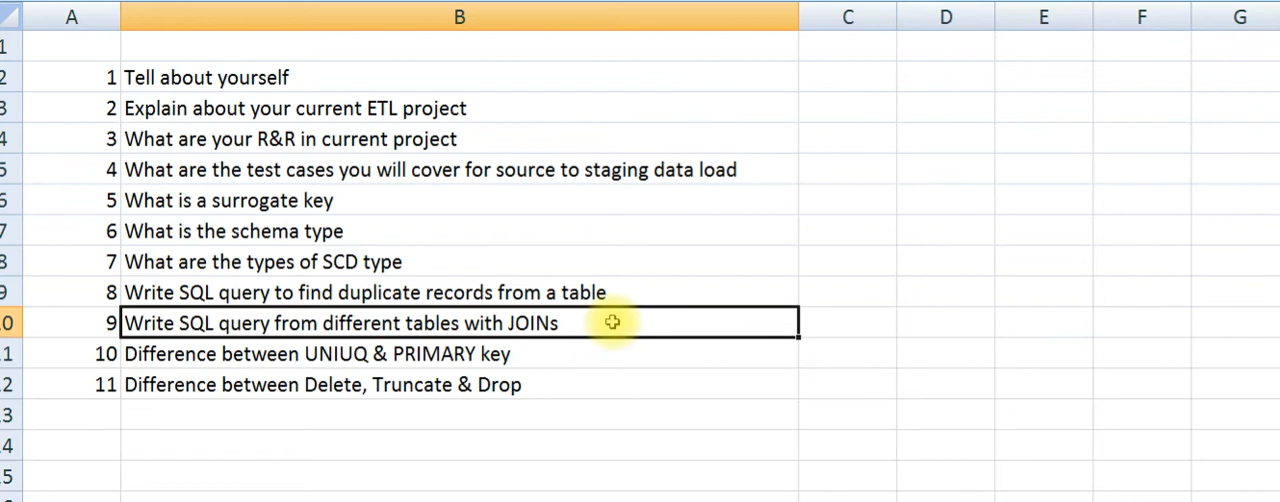 A B C D E F G
1
2 1 Tell about yourself
3 2 Explain about your current ETL project
4 3 What are your R&R in current project
5 4 What are the test cases you will cover for source to staging data load
6 5 What is a surrogate key
7 6 What is the schema type
8 7 What are the types of SCD type
9 8 Write SQL query to find duplicate records from a table
10 9 Write SQL query from different tables with JOINs
11 10 Difference between UNIUQ & PRIMARY key
12 11 Difference between Delete, Truncate & Drop
13
14
15